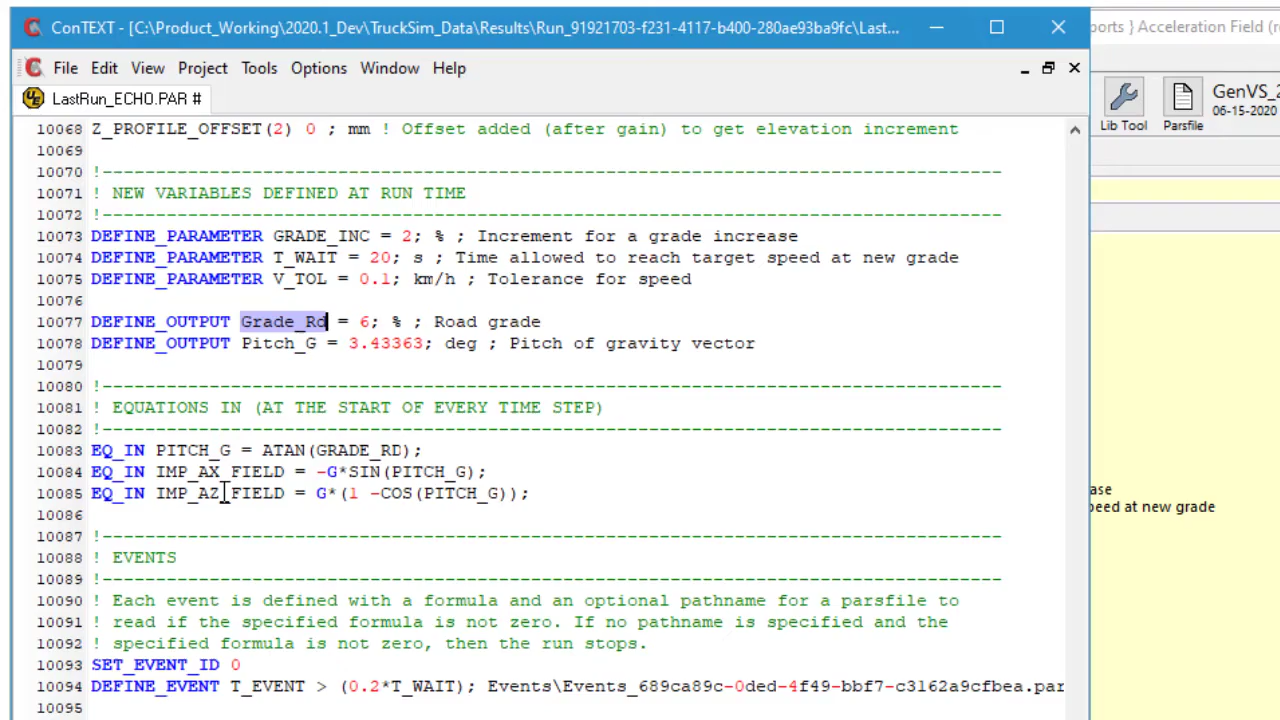 ConTEXT - [C:\Product_Working\2020.1_Dev\TruckSim_Data\Results\Run_91921703-f231-4117-b400-280ae93ba9fc\Last...
ports } Acceleration Field (r
File Edit View Project Tools Options Window Help
LastRun_ECHO.PAR #
Lib Tool
Parsfile
GenVS_2
06-15-2020
10068 Z_PROFILE_OFFSET(2) 0 ; mm ! Offset added (after gain) to get elevation increment
10069
10070 !------------------------------------------------------------------------------------
10071 ! NEW VARIABLES DEFINED AT RUN TIME
10072 !------------------------------------------------------------------------------------
10073 DEFINE_PARAMETER GRADE_INC = 2; % ; Increment for a grade increase
10074 DEFINE_PARAMETER T_WAIT = 20; s ; Time allowed to reach target speed at new grade
10075 DEFINE_PARAMETER V_TOL = 0.1; km/h ; Tolerance for speed
10076
10077 DEFINE_OUTPUT Grade_Rd = 6; % ; Road grade
10078 DEFINE_OUTPUT Pitch_G = 3.43363; deg ; Pitch of gravity vector
10079
10080 !------------------------------------------------------------------------------------
10081 ! EQUATIONS IN (AT THE START OF EVERY TIME STEP)
10082 !------------------------------------------------------------------------------------
10083 EQ_IN PITCH_G = ATAN(GRADE_RD);
10084 EQ_IN IMP_AX_FIELD = -G*SIN(PITCH_G);
10085 EQ_IN IMP_AZ_FIELD = G*(1 -COS(PITCH_G));
10086
10087 !------------------------------------------------------------------------------------
10088 ! EVENTS
10089 !------------------------------------------------------------------------------------
10090 ! Each event is defined with a formula and an optional pathname for a parsfile to
10091 ! read if the specified formula is not zero. If no pathname is specified and the
10092 ! specified formula is not zero, then the run stops.
10093 SET_EVENT_ID 0
10094 DEFINE_EVENT T_EVENT > (0.2*T_WAIT); Events\Events_689ca89c-0ded-4f49-bbf7-c3162a9cfbea.par
10095
ase
peed at new grade